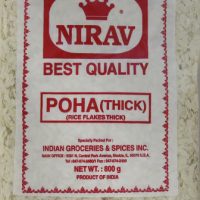 NIRAV
BEST QUALITY
POHA (THICK)
(RICE FLAKES THICK)
Specially Packed For :
INDIAN GROCERIES & SPICES INC.
NET WT. : 800 g
PRODUCT OF INDIA